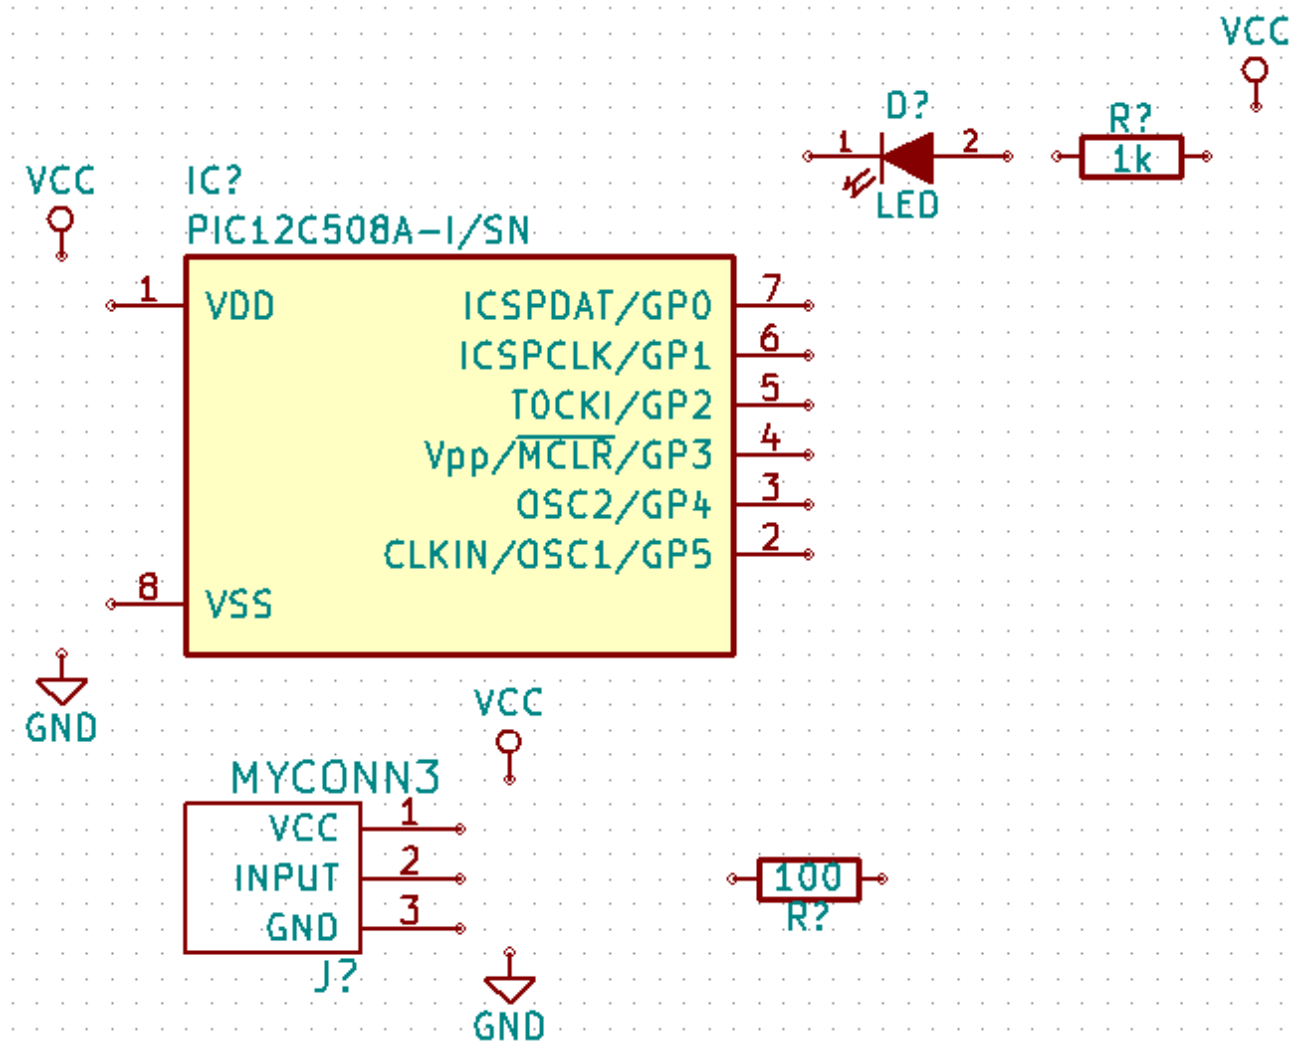 VCC
D?
R?
1 2
1k
LED
VCC
IC?
PIC12C508A-I/SN
1 VDD ICSPDAT/GP0 7
ICSPCLK/GP1 6
T0CKI/GP2 5
Vpp/MCLR/GP3 4
OSC2/GP4 3
CLKIN/OSC1/GP5 2
8 VSS
GND
VCC
MYCONN3
VCC 1
INPUT 2
GND 3
J?
100
R?
GND